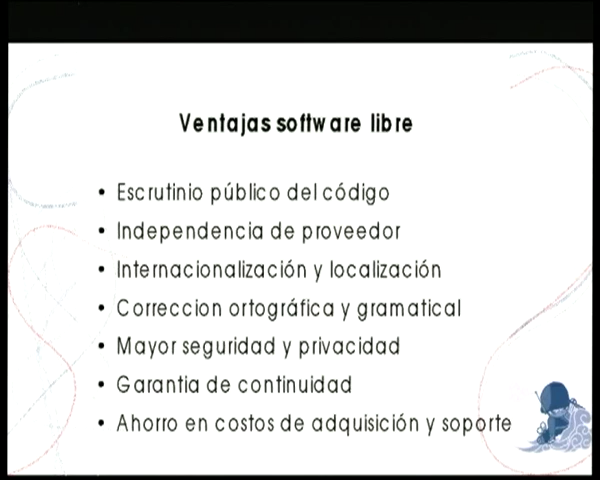 Ventajas software libre
• Escrutinio público del código
• Independencia de proveedor
• Internacionalización y localización
• Correccion ortográfica y gramatical
• Mayor seguridad y privacidad
• Garantia de continuidad
• Ahorro en costos de adquisición y soporte